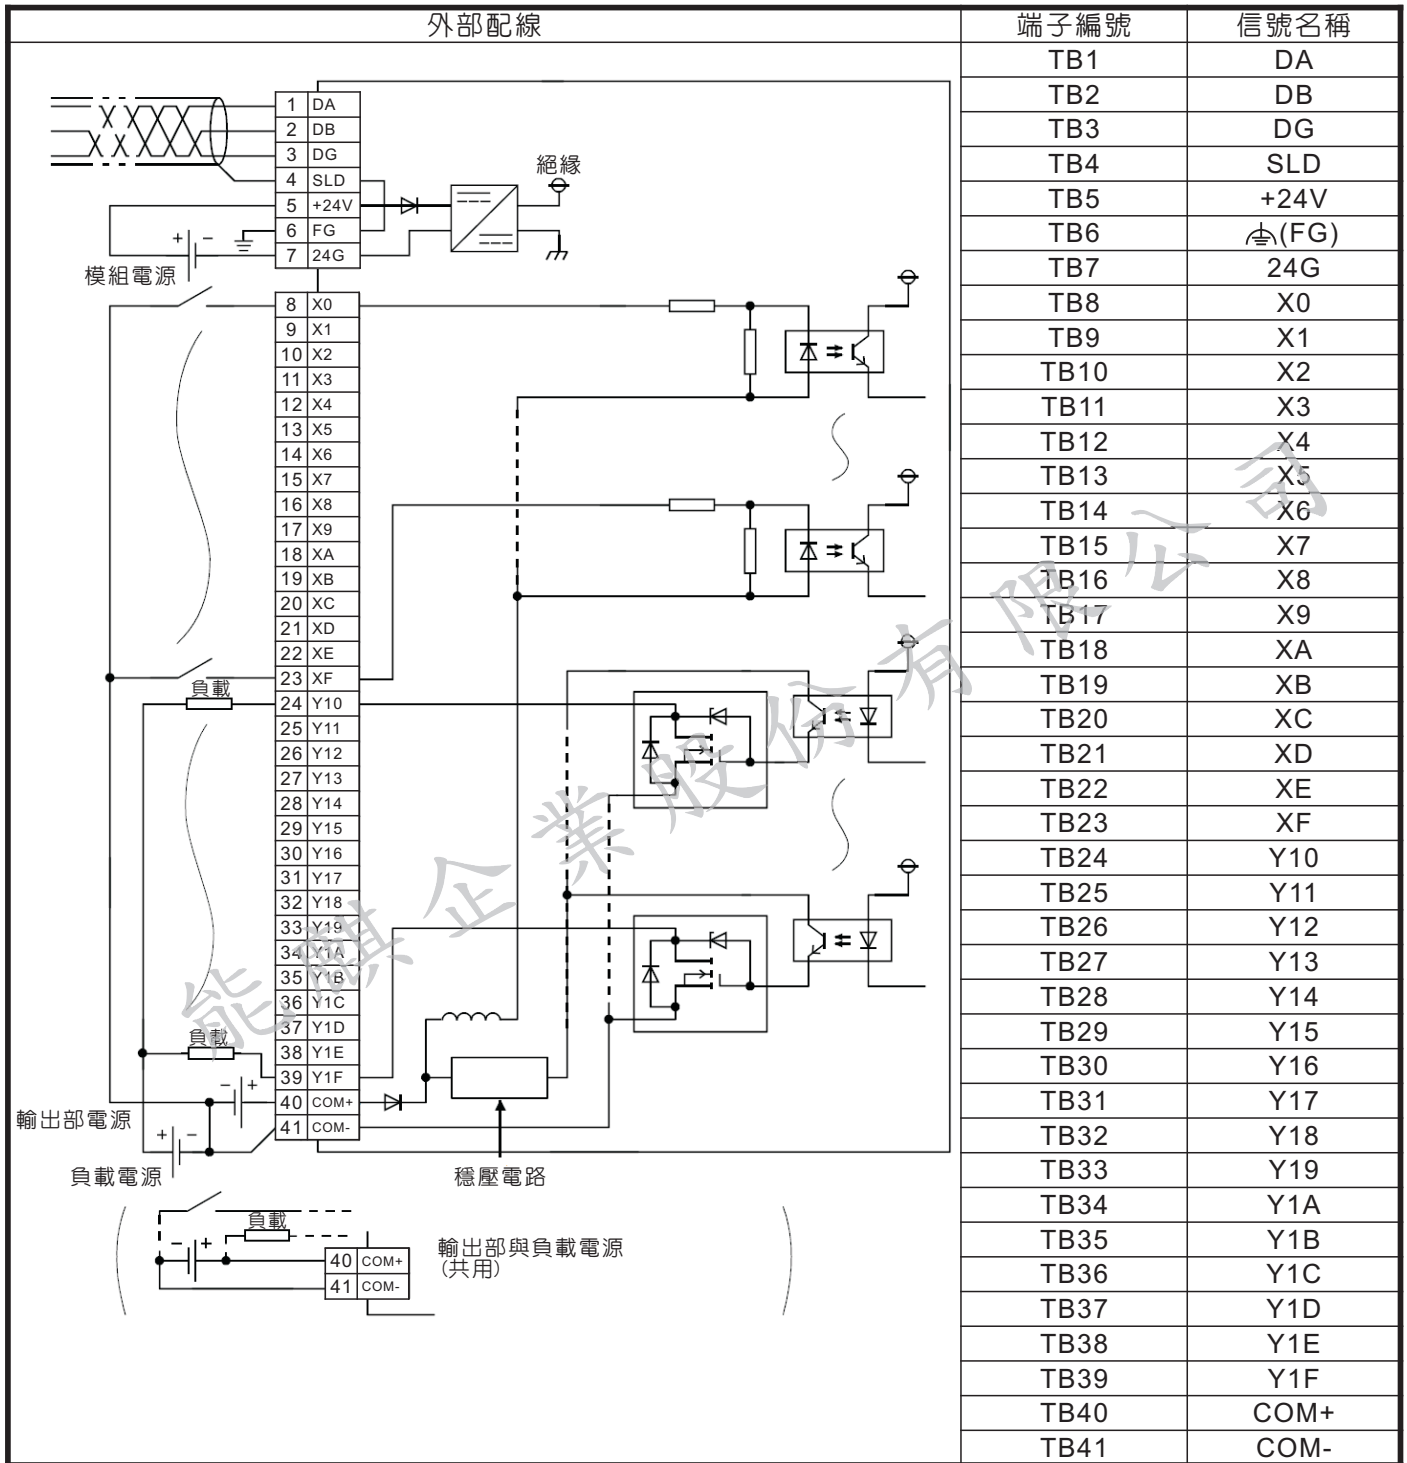 外部配線 端子編號 信號名稱
TB1 DA
TB2 DB
TB3 DG
TB4 SLD
TB5 +24V
TB6 (FG)
TB7 24G
TB8 X0
TB9 X1
TB10 X2
TB11 X3
TB12 X4
TB13 X5
TB14 X6
TB15 X7
TB16 X8
TB17 X9
TB18 XA
TB19 XB
TB20 XC
TB21 XD
TB22 XE
TB23 XF
TB24 Y10
TB25 Y11
TB26 Y12
TB27 Y13
TB28 Y14
TB29 Y15
TB30 Y16
TB31 Y17
TB32 Y18
TB33 Y19
TB34 Y1A
TB35 Y1B
TB36 Y1C
TB37 Y1D
TB38 Y1E
TB39 Y1F
TB40 COM+
TB41 COM-
1 DA
2 DB
3 DG
4 SLD
5 +24V
6 FG
7 24G
絕緣
+ -
模組電源
8 X0
9 X1
10 X2
11 X3
12 X4
13 X5
14 X6
15 X7
16 X8
17 X9
18 XA
19 XB
20 XC
21 XD
22 XE
23 XF
負載
24 Y10
25 Y11
26 Y12
27 Y13
28 Y14
29 Y15
30 Y16
31 Y17
32 Y18
33 Y19
34 Y1A
35 Y1B
36 Y1C
37 Y1D
負載
38 Y1E
39 Y1F
- +
40 COM+
輸出部電源
41 COM-
+ -
負載電源
穩壓電路
負載
- +
40 COM+
41 COM-
輸出部與負載電源
(共用)
能麒企業股份有限公司